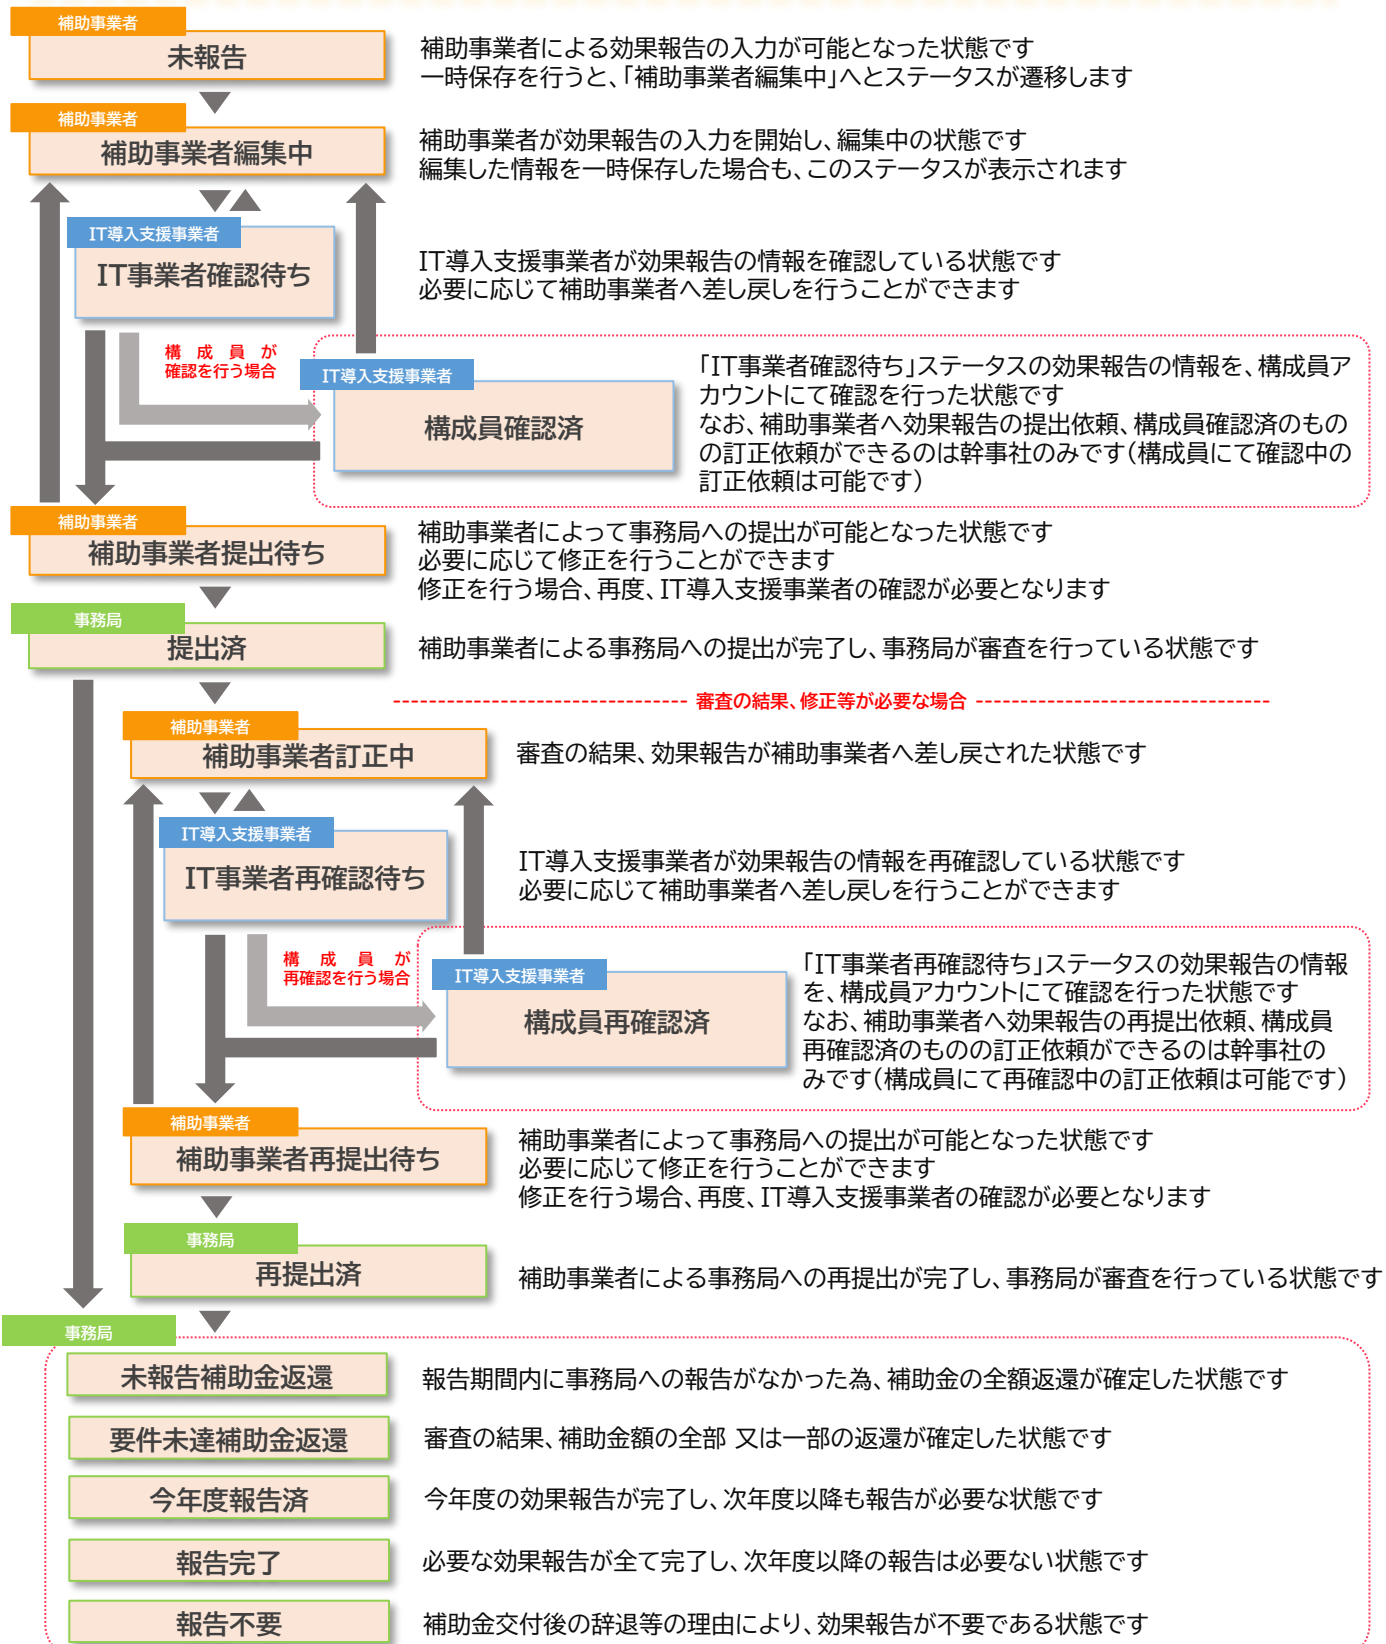 補助事業者
未報告
補助事業者による効果報告の入力が可能となった状態です
一時保存を行うと、「補助事業者編集中」へとステータスが遷移します
補助事業者
補助事業者編集中
補助事業者が効果報告の入力を開始し、編集中の状態です
編集した情報を一時保存した場合も、このステータスが表示されます
IT導入支援事業者
IT事業者確認待ち
IT導入支援事業者が効果報告の情報を確認している状態です
必要に応じて補助事業者へ差し戻しを行うことができます
構成員が
確認を行う場合
IT導入支援事業者
構成員確認済
「IT事業者確認待ち」ステータスの効果報告の情報を、構成員ア
カウントにて確認を行った状態です
なお、補助事業者へ効果報告の提出依頼、構成員確認済のもの
の訂正依頼ができるのは幹事社のみです(構成員にて確認中の
訂正依頼は可能です)
補助事業者
補助事業者提出待ち
補助事業者によって事務局への提出が可能となった状態です
必要に応じて修正を行うことができます
修正を行う場合、再度、IT導入支援事業者の確認が必要となります
事務局
提出済
補助事業者による事務局への提出が完了し、事務局が審査を行っている状態です
審査の結果、修正等が必要な場合
補助事業者
補助事業者訂正中
審査の結果、効果報告が補助事業者へ差し戻された状態です
IT導入支援事業者
IT事業者再確認待ち
IT導入支援事業者が効果報告の情報を再確認している状態です
必要に応じて補助事業者へ差し戻しを行うことができます
構成員が
再確認を行う場合
IT導入支援事業者
構成員再確認済
「IT事業者再確認待ち」ステータスの効果報告の情報
を、構成員アカウントにて確認を行った状態です
なお、補助事業者へ効果報告の再提出依頼、構成員
再確認済のものの訂正依頼ができるのは幹事社の
みです(構成員にて再確認中の訂正依頼は可能です)
補助事業者
補助事業者再提出待ち
補助事業者によって事務局への提出が可能となった状態です
必要に応じて修正を行うことができます
修正を行う場合、再度、IT導入支援事業者の確認が必要となります
事務局
再提出済
補助事業者による事務局への再提出が完了し、事務局が審査を行っている状態です
事務局
未報告補助金返還
報告期間内に事務局への報告がなかった為、補助金の全額返還が確定した状態です
要件未達補助金返還
審査の結果、補助金額の全部 又は一部の返還が確定した状態です
今年度報告済
今年度の効果報告が完了し、次年度以降も報告が必要な状態です
報告完了
必要な効果報告が全て完了し、次年度以降の報告は必要ない状態です
報告不要
補助金交付後の辞退等の理由により、効果報告が不要である状態です